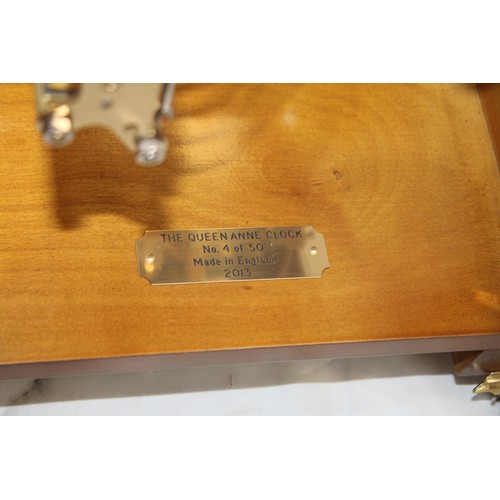 THE QUEEN ANNE CLOCK
No. 4 of 50
Made in England
2013